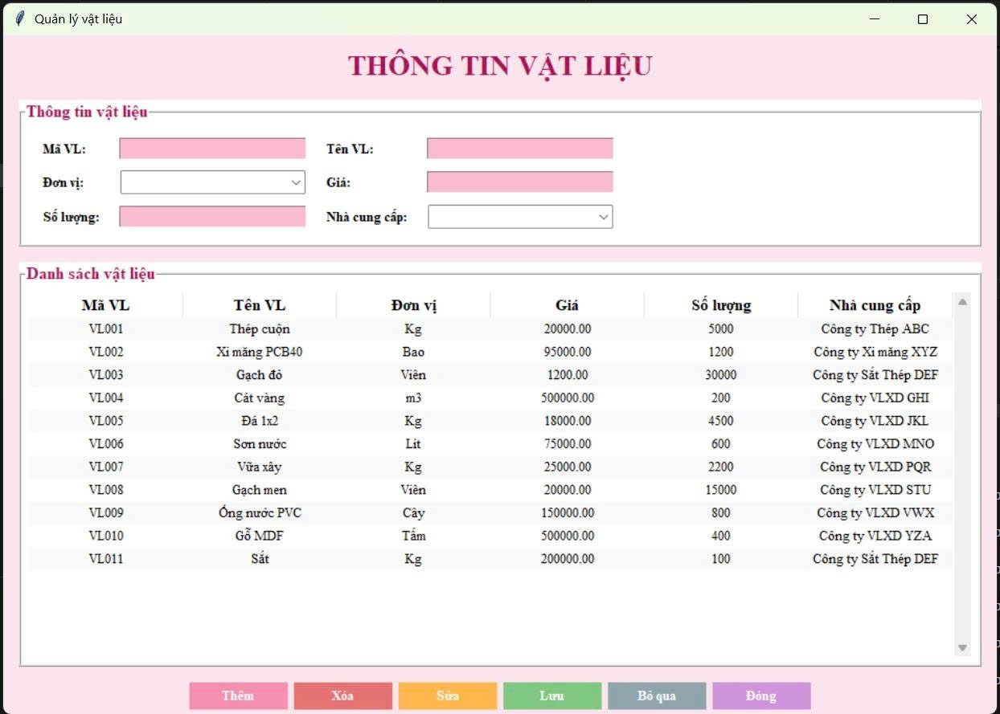 Quản lý vật liệu
THÔNG TIN VẬT LIỆU
Thông tin vật liệu
Mã VL: Tên VL:
Đơn vị: Giá:
Số lượng: Nhà cung cấp:
Danh sách vật liệu
Mã VL Tên VL Đơn vị Giá Số lượng Nhà cung cấp
VL001 Thép cuộn Kg 20000.00 5000 Công ty Thép ABC
VL002 Xi măng PCB40 Bao 95000.00 1200 Công ty Xi măng XYZ
VL003 Gạch đỏ Viên 1200.00 30000 Công ty Sắt Thép DEF
VL004 Cát vàng m3 500000.00 200 Công ty VLXD GHI
VL005 Đá 1x2 Kg 18000.00 4500 Công ty VLXD JKL
VL006 Sơn nước Lít 75000.00 600 Công ty VLXD MNO
VL007 Vữa xây Kg 25000.00 2200 Công ty VLXD PQR
VL008 Gạch men Viên 20000.00 15000 Công ty VLXD STU
VL009 Ống nước PVC Cây 150000.00 800 Công ty VLXD VWX
VL010 Gỗ MDF Tấm 500000.00 400 Công ty VLXD YZA
VL011 Sắt Kg 200000.00 100 Công ty Sắt Thép DEF
Thêm Xóa Sửa Lưu Bỏ qua Đóng